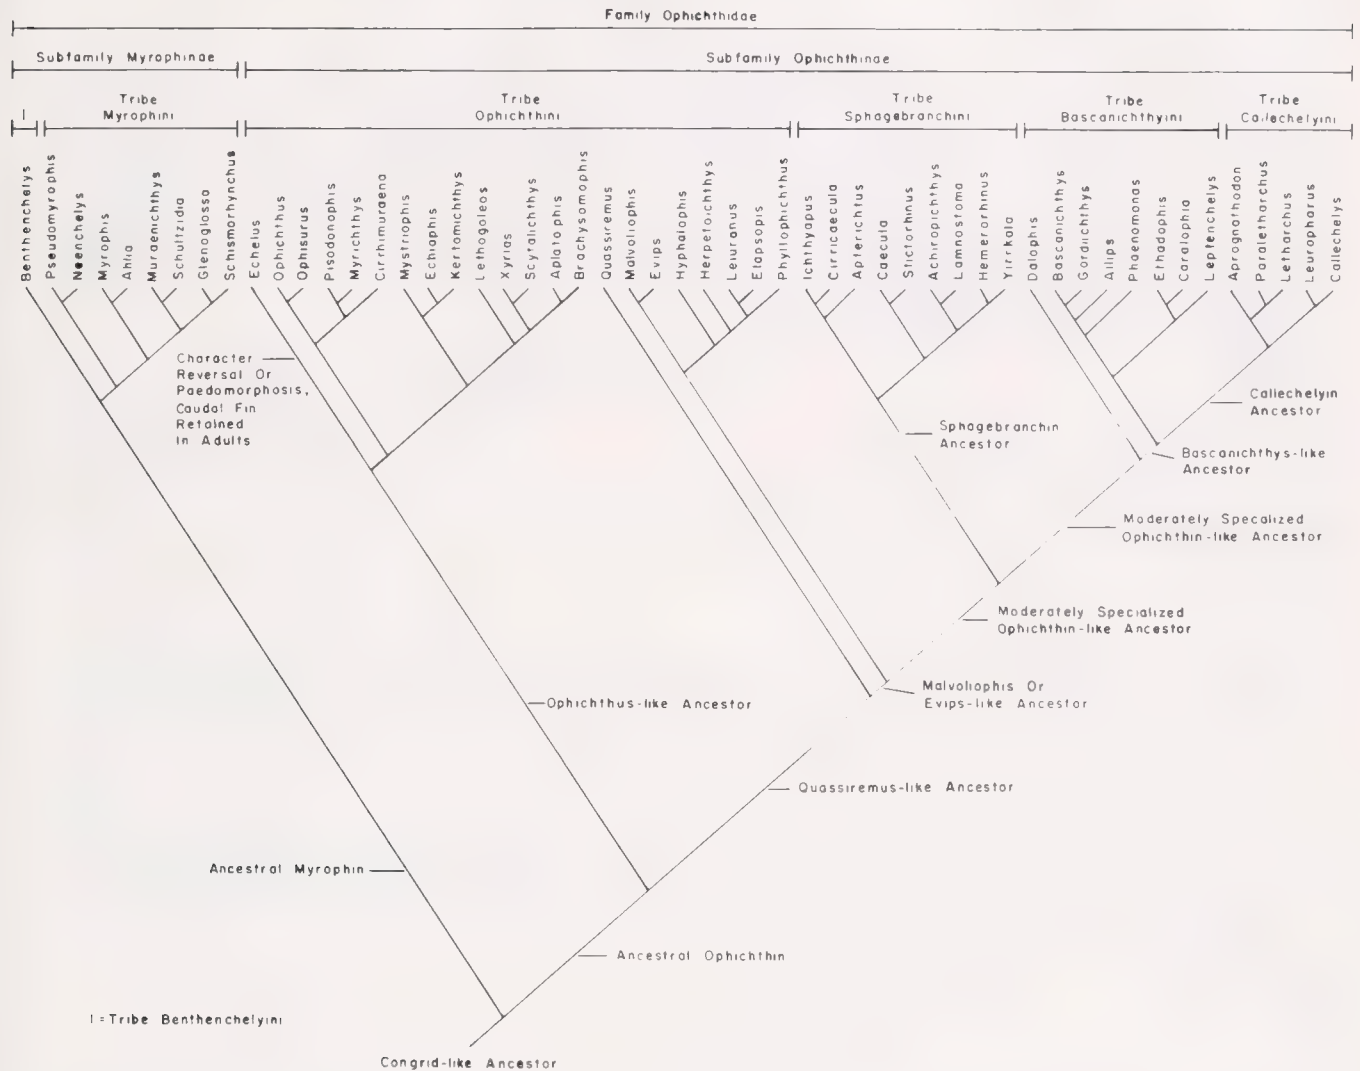 Family Ophichthidae
Subfamily Myrophinae
Subfamily Ophichthinae
I
Tribe
Myrophini
Tribe
Ophichthini
Tribe
Sphagebranchini
Tribe
Bascanichthyini
Tribe
Callechelyini
Benthenchelys
Pseudomyrophis
Neenchelys
Myrophis
Ahlia
Muraenichthys
Schultzidia
Glenoglossa
Schismorhynchus
Echelus
Ophichthus
Ophisurus
Pisodonophis
Myrichthys
Cirrhimuraena
Mystriophis
Echiophis
Kertomichthys
Lethogoleos
Xyrias
Scytalichthys
Aplatophis
Brachysomophis
Quassiremus
Malvoliophis
Evips
Hyphalophis
Herpetoichthys
Leiuranus
Elapsopis
Phyllophichthus
Ichthyapus
Cirricaecula
Apterichtus
Caecula
Stictorhinus
Achirophichthys
Lamnostoma
Hemerorhinus
Yirrkala
Dalophis
Bascanichthys
Gordiichthys
Allips
Phaenomonas
Ethadophis
Caralophia
Leptenchelys
Aprognathodon
Paraletharchus
Letharchus
Leuropharus
Callechelys
Character
Reversal Or
Paedomorphosis,
Caudal Fin
Retained
In Adults
Callechelyin
Ancestor
Sphagebranchin
Ancestor
Bascanichthys-like
Ancestor
Moderately Specalized
Ophichthin-like Ancestor
Moderately Specialized
Ophichthin-like Ancestor
Malvoliophis Or
Evips-like Ancestor
Ophichthus-like Ancestor
Quassiremus-like Ancestor
Ancestral Myrophin
Ancestral Ophichthin
I = Tribe Benthenchelyini
Congrid-like Ancestor